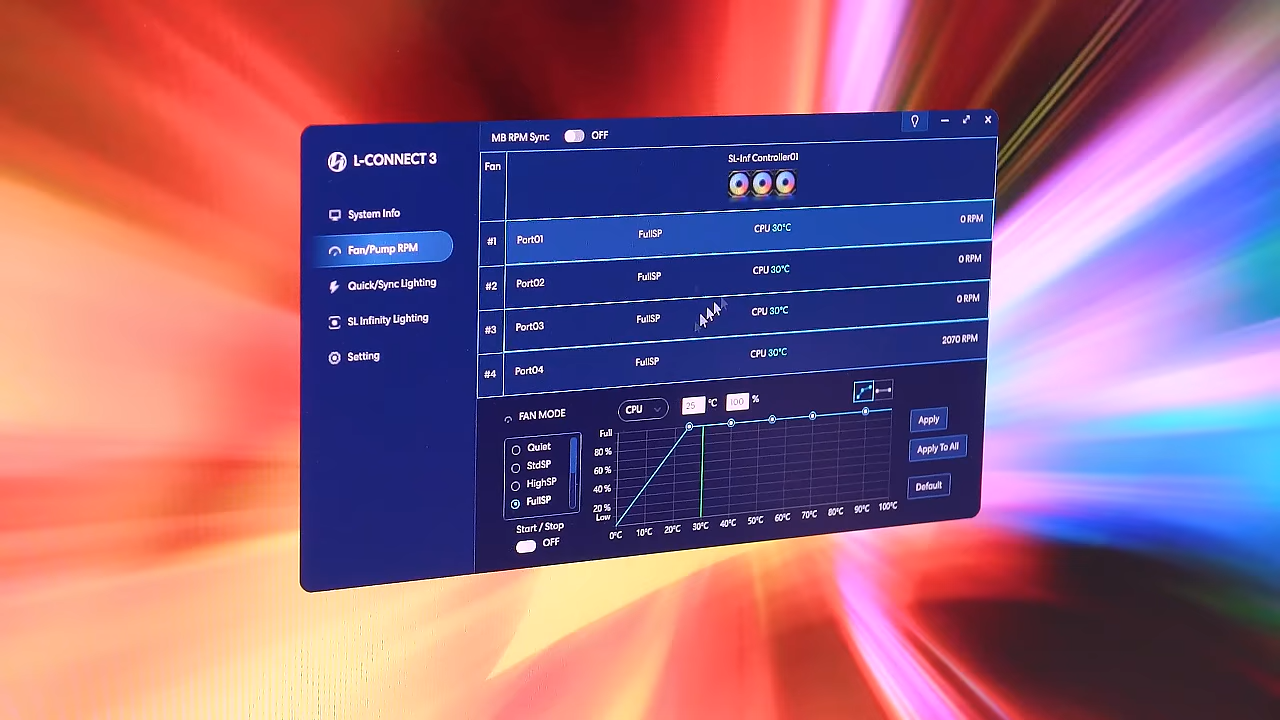 L-CONNECT 3
System Info
Fan/Pump RPM
Quick/Sync Lighting
SL Infinity Lighting
Setting
MB RPM Sync OFF
Fan SL-Inf Controller01
#1 Port01 FullSP CPU 30°C 0 RPM
#2 Port02 FullSP CPU 30°C 0 RPM
#3 Port03 FullSP CPU 30°C 0 RPM
#4 Port04 FullSP CPU 30°C 2070 RPM
FAN MODE
Quiet
StdSP
HighSP
FullSP
Start / Stop
OFF
CPU 25 °C 100 %
Full
80 %
60 %
40 %
20 %
Low
0°C 10°C 20°C 30°C 40°C 50°C 60°C 70°C 80°C 90°C 100°C
Apply
Apply To All
Default